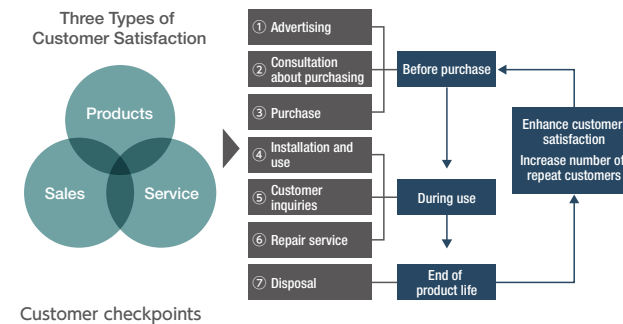 Three Types of
Customer Satisfaction
Products
Sales
Service
① Advertising
② Consultation
about purchasing
③ Purchase
④ Installation and
use
⑤ Customer
inquiries
⑥ Repair service
⑦ Disposal
Before purchase
During use
End of
product life
Enhance customer
satisfaction
Increase number of
repeat customers
Customer checkpoints